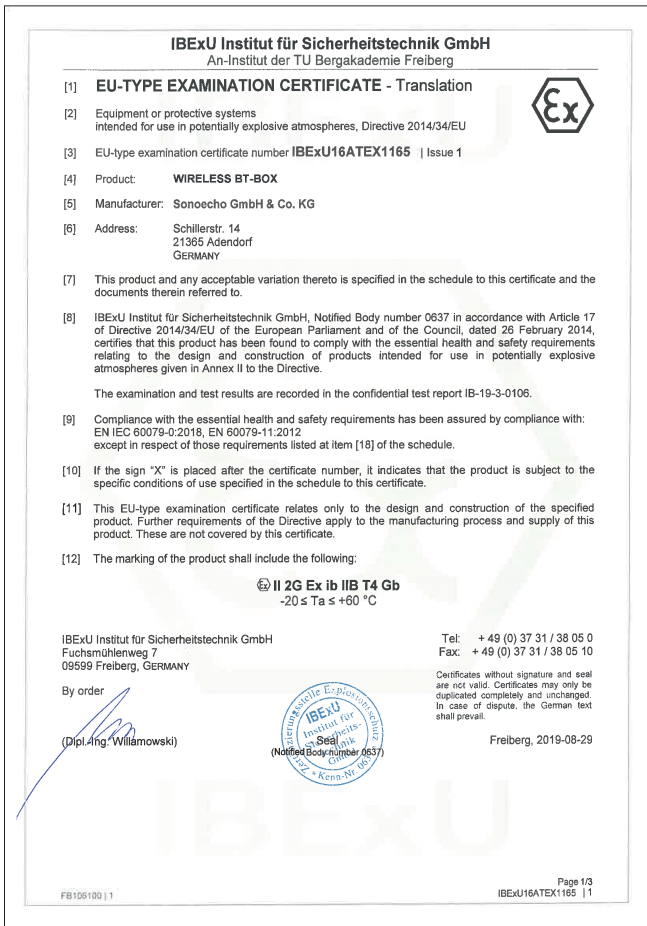 IBExU Institut für Sicherheitstechnik GmbH
An-Institut der TU Bergakademie Freiberg
[1] EU-TYPE EXAMINATION CERTIFICATE - Translation
[2] Equipment or protective systems
intended for use in potentially explosive atmospheres, Directive 2014/34/EU
[3] EU-type examination certificate number IBExU16ATEX1165 | Issue 1
[4] Product: WIRELESS BT-BOX
[5] Manufacturer: Sonoecho GmbH & Co. KG
[6] Address: Schillerstr. 14
21365 Adendorf
GERMANY
[7] This product and any acceptable variation thereto is specified in the schedule to this certificate and the
documents therein referred to.
[8] IBExU Institut für Sicherheitstechnik GmbH, Notified Body number 0637 in accordance with Article 17
of Directive 2014/34/EU of the European Parliament and of the Council, dated 26 February 2014,
certifies that this product has been found to comply with the essential health and safety requirements
relating to the design and construction of products intended for use in potentially explosive
atmospheres given in Annex II to the Directive.
The examination and test results are recorded in the confidential test report IB-19-3-0106.
[9] Compliance with the essential health and safety requirements has been assured by compliance with:
EN IEC 60079-0:2018, EN 60079-11:2012
except in respect of those requirements listed at item [18] of the schedule.
[10] If the sign “X” is placed after the certificate number, it indicates that the product is subject to the
specific conditions of use specified in the schedule to this certificate.
[11] This EU-type examination certificate relates only to the design and construction of the specified
product. Further requirements of the Directive apply to the manufacturing process and supply of this
product. These are not covered by this certificate.
[12] The marking of the product shall include the following:
Ex II 2G Ex ib IIB T4 Gb
-20 ≤ Ta ≤ +60 °C
IBExU Institut für Sicherheitstechnik GmbH
Fuchsmühlenweg 7
09599 Freiberg, GERMANY
By order
(Dipl.-Ing. Willamowski)
Zertifizierungsstelle Explosionsschutz
IBExU
Institut für
Sicherheits-
technik
GmbH
* Kenn-Nr. 0637
Seal
(Notified Body number 0637)
Tel: + 49 (0) 37 31 / 38 05 0
Fax: + 49 (0) 37 31 / 38 05 10
Certificates without signature and seal
are not valid. Certificates may only be
duplicated completely and unchanged.
In case of dispute, the German text
shall prevail.
Freiberg, 2019-08-29
Page 1/3
FB106100 | 1
IBExU16ATEX1165 | 1
IBExU